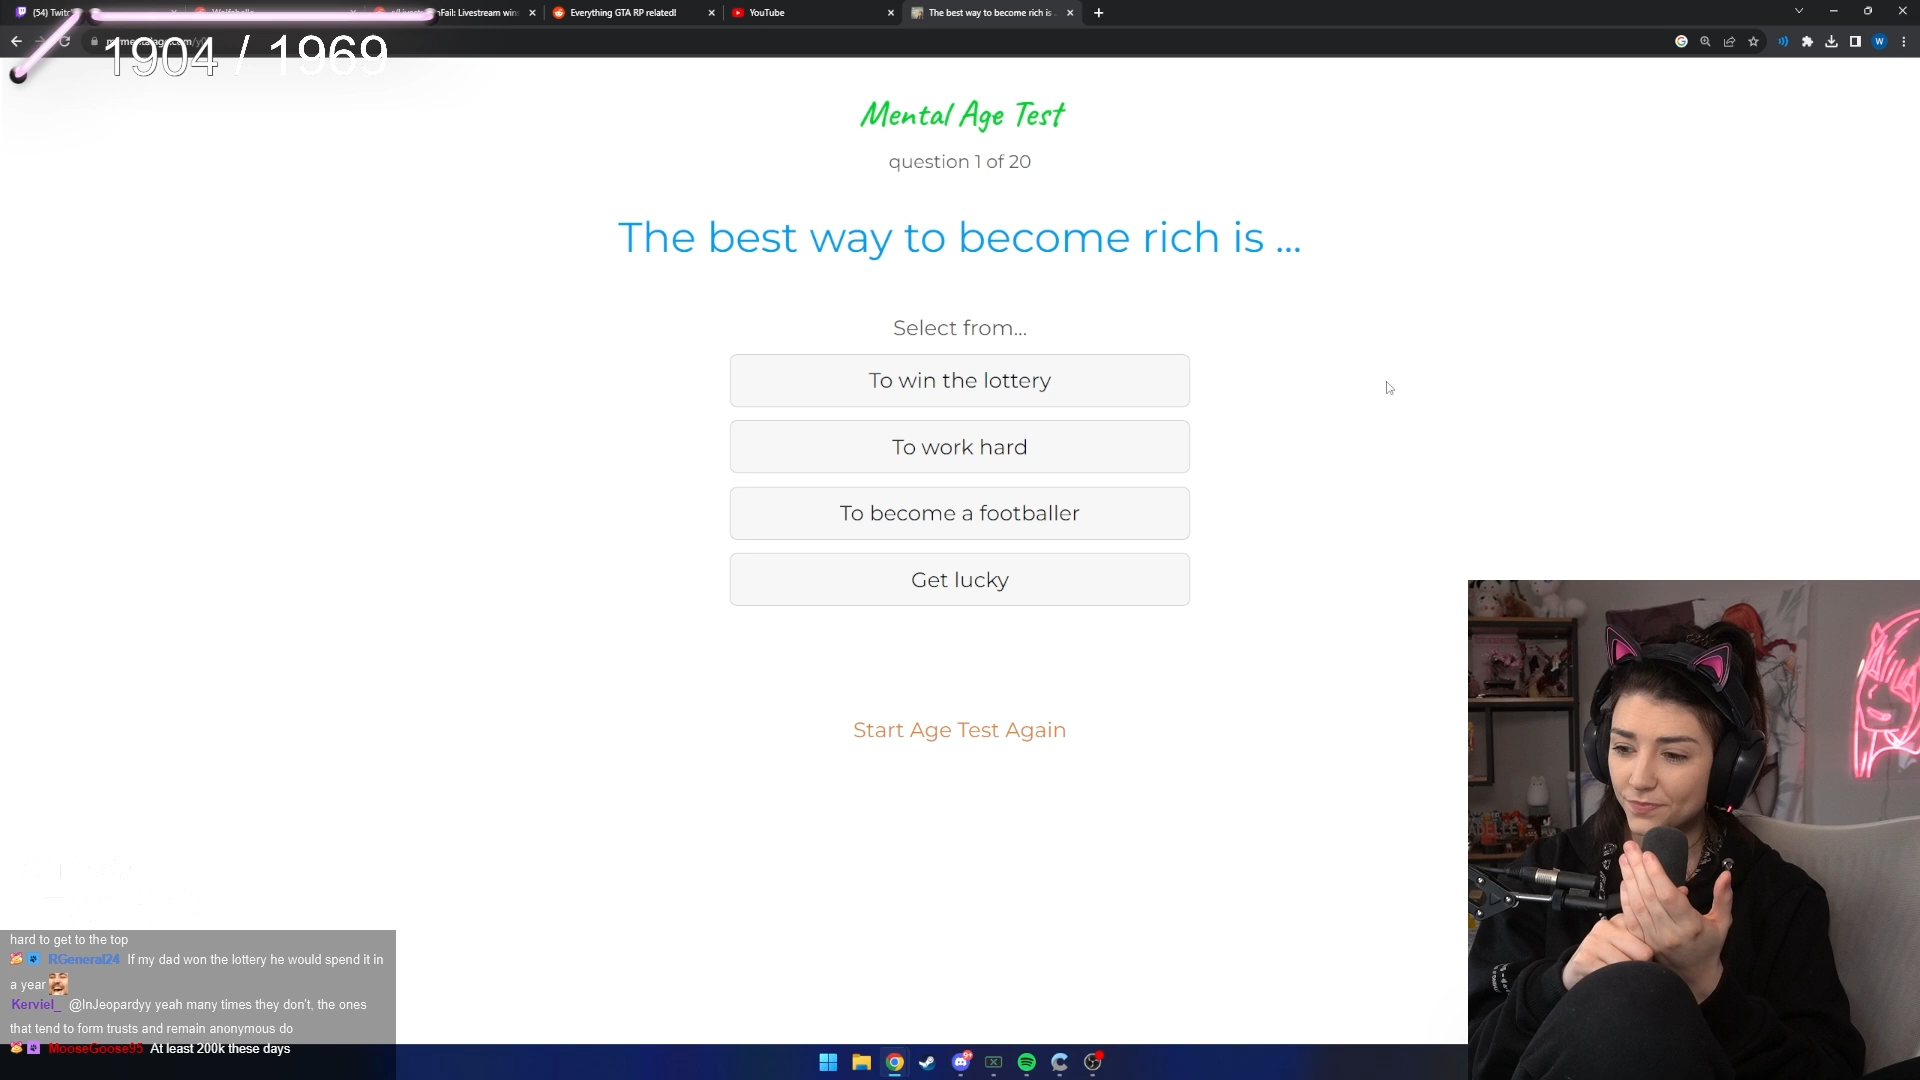 (54) Twitc
Fail: Livestream win
Everything GTA RP related!
YouTube
The best way to become rich is
W
1904 / 1969
Mental Age Test
question 1 of 20
The best way to become rich is ...
Select from...
To win the lottery
To work hard
To become a footballer
Get lucky
Start Age Test Again
hard to get to the top
RGeneral24 If my dad won the lottery he would spend it in
a year
Kerviel_ @InJeopardyy yeah many times they don't, the ones
that tend to form trusts and remain anonymous do
MooseGoose95 At least 200k these days